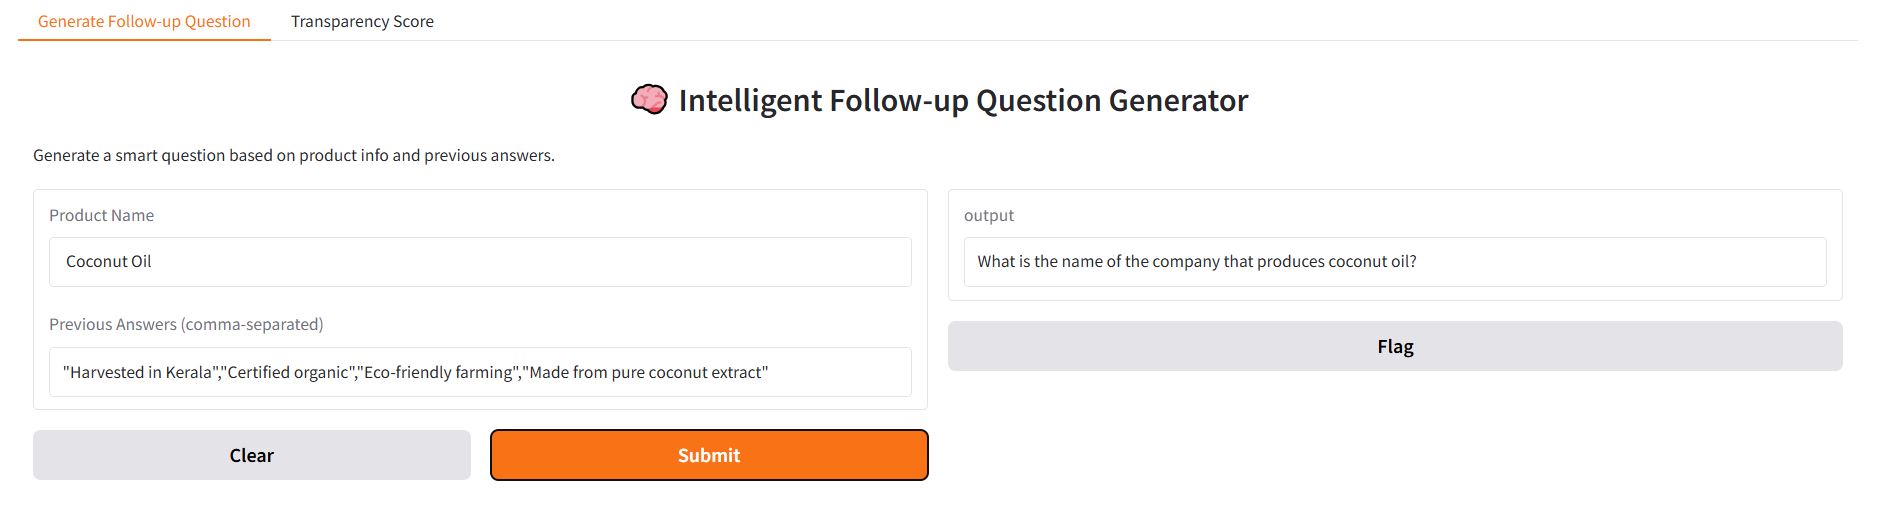 Generate Follow-up Question
Transparency Score
🧠 Intelligent Follow-up Question Generator
Generate a smart question based on product info and previous answers.
Product Name
Coconut Oil
Previous Answers (comma-separated)
"Harvested in Kerala","Certified organic","Eco-friendly farming","Made from pure coconut extract"
Clear
Submit
output
What is the name of the company that produces coconut oil?
Flag